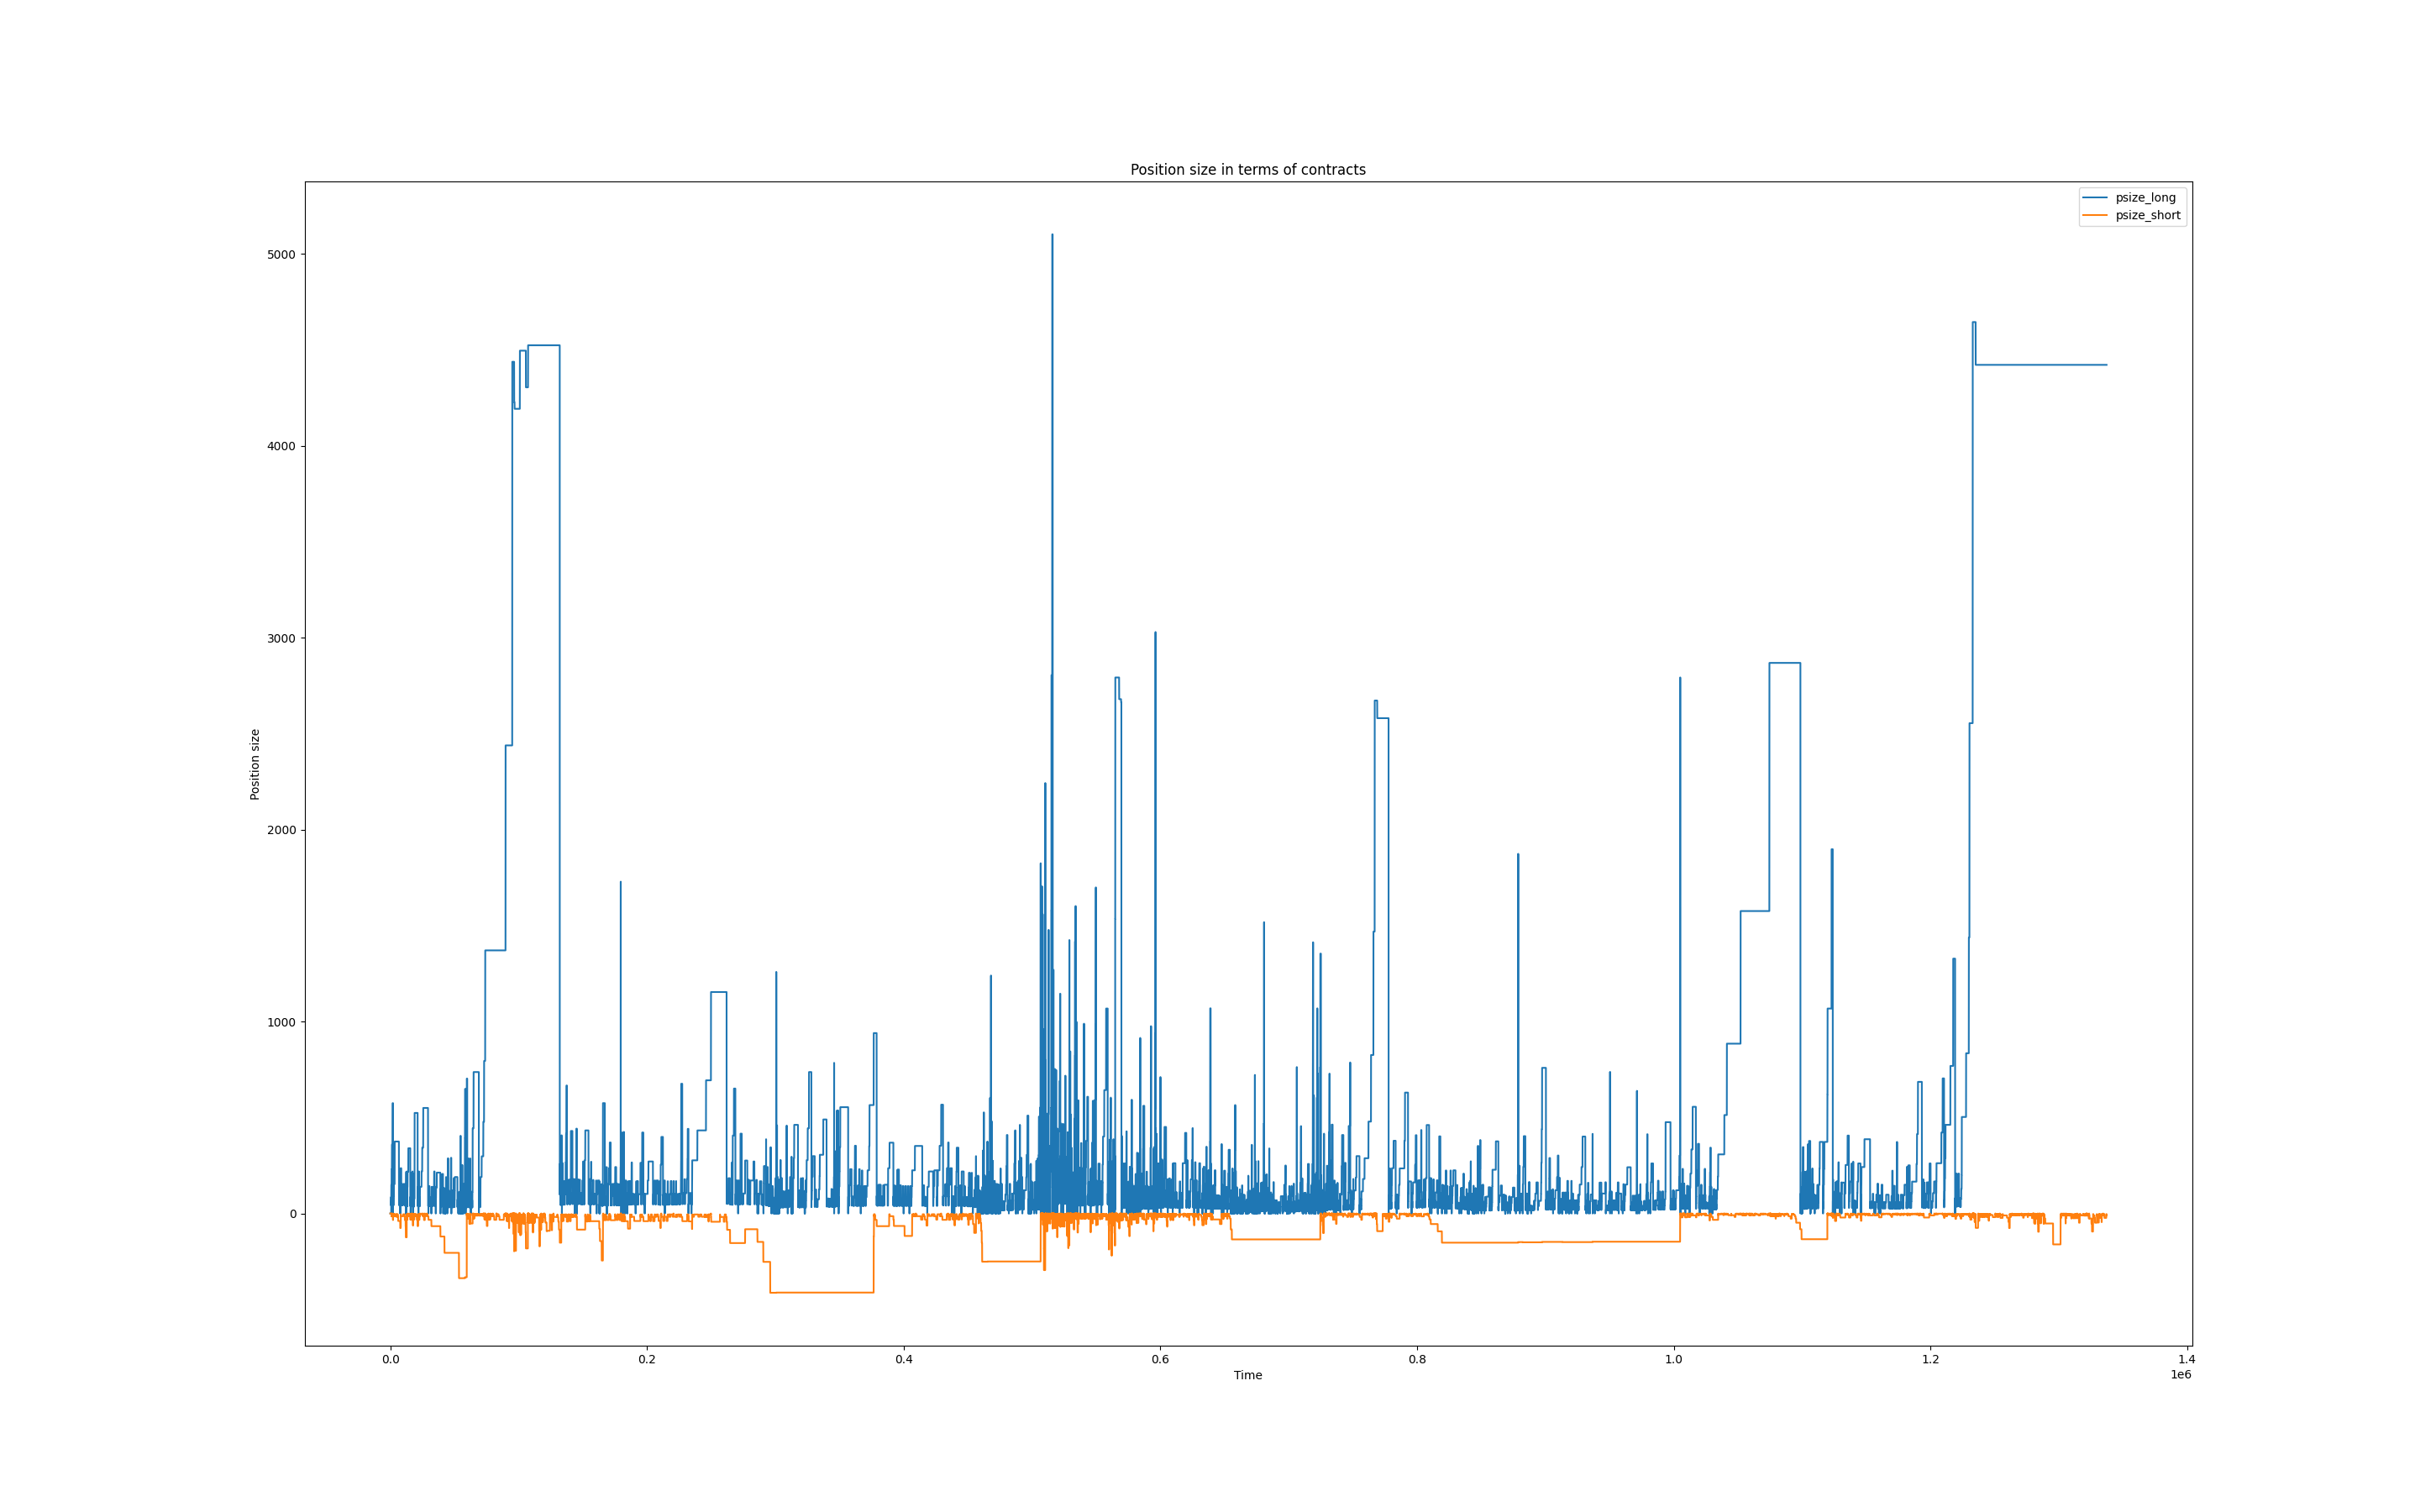 Position size in terms of contracts
psize_long
psize_short
5000
4000
3000
2000
1000
0
Position size
0.0 0.2 0.4 0.6 0.8 1.0 1.2 1.4
Time
1e6